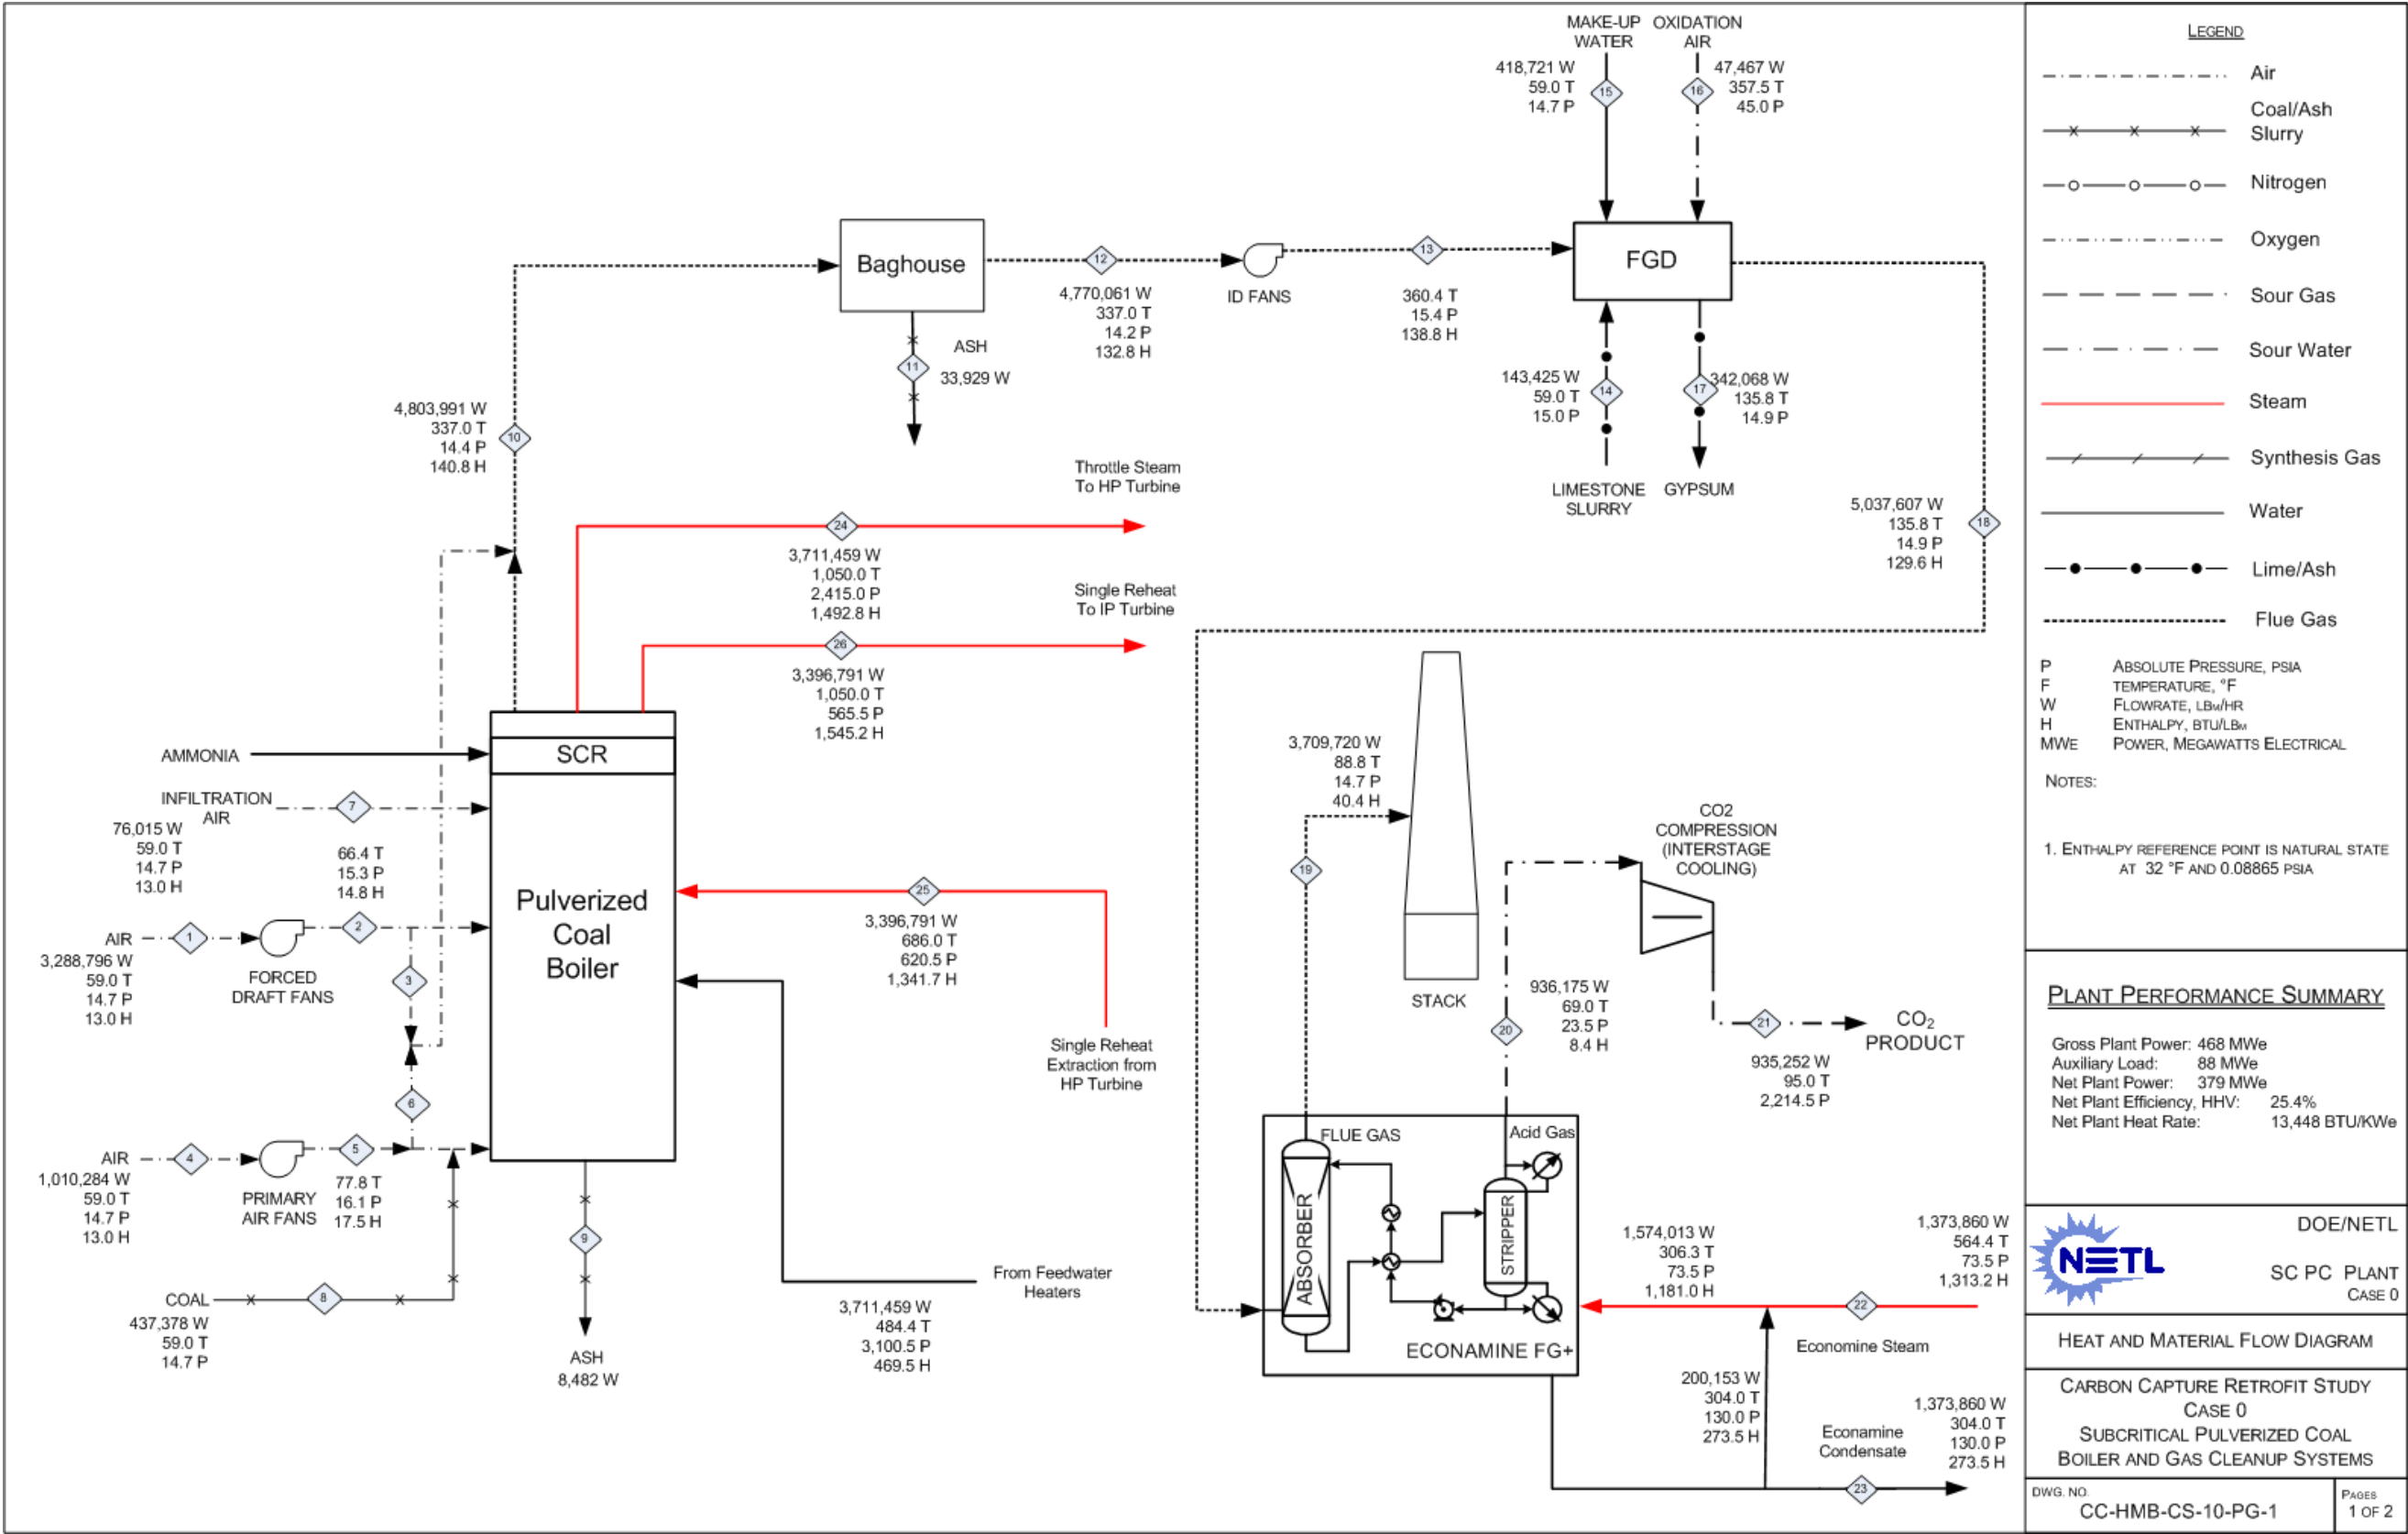 MAKE-UP
WATER
OXIDATION
AIR
418,721 W
59.0 T
14.7 P
15
16
47,467 W
357.5 T
45.0 P
Baghouse
12
4,770,061 W
337.0 T
14.2 P
132.8 H
ID FANS
13
360.4 T
15.4 P
138.8 H
FGD
ASH
11
33,929 W
143,425 W
59.0 T
15.0 P
14
17
342,068 W
135.8 T
14.9 P
LIMESTONE
SLURRY
GYPSUM
4,803,991 W
337.0 T
14.4 P
140.8 H
10
5,037,607 W
135.8 T
14.9 P
129.6 H
18
Throttle Steam
To HP Turbine
24
3,711,459 W
1,050.0 T
2,415.0 P
1,492.8 H
Single Reheat
To IP Turbine
26
3,396,791 W
1,050.0 T
565.5 P
1,545.2 H
AMMONIA
SCR
INFILTRATION
AIR
7
76,015 W
59.0 T
14.7 P
13.0 H
66.4 T
15.3 P
14.8 H
Pulverized
Coal
Boiler
AIR
1
2
3,288,796 W
59.0 T
14.7 P
13.0 H
FORCED
DRAFT FANS
3
6
AIR
4
5
1,010,284 W
59.0 T
14.7 P
13.0 H
PRIMARY
AIR FANS
77.8 T
16.1 P
17.5 H
COAL
8
437,378 W
59.0 T
14.7 P
9
ASH
8,482 W
25
3,396,791 W
686.0 T
620.5 P
1,341.7 H
Single Reheat
Extraction from
HP Turbine
From Feedwater
Heaters
3,711,459 W
484.4 T
3,100.5 P
469.5 H
3,709,720 W
88.8 T
14.7 P
40.4 H
19
STACK
CO2
COMPRESSION
(INTERSTAGE
COOLING)
936,175 W
69.0 T
23.5 P
8.4 H
20
21
CO2
PRODUCT
935,252 W
95.0 T
2,214.5 P
FLUE GAS
Acid Gas
ABSORBER
STRIPPER
ECONAMINE FG+
1,574,013 W
306.3 T
73.5 P
1,181.0 H
1,373,860 W
564.4 T
73.5 P
1,313.2 H
22
Economine Steam
200,153 W
304.0 T
130.0 P
273.5 H
Econamine
Condensate
1,373,860 W
304.0 T
130.0 P
273.5 H
23
LEGEND
Air
Coal/Ash
Slurry
Nitrogen
Oxygen
Sour Gas
Sour Water
Steam
Synthesis Gas
Water
Lime/Ash
Flue Gas
P ABSOLUTE PRESSURE, PSIA
F TEMPERATURE, °F
W FLOWRATE, LBM/HR
H ENTHALPY, BTU/LBM
MWE POWER, MEGAWATTS ELECTRICAL
NOTES:
1. ENTHALPY REFERENCE POINT IS NATURAL STATE
AT 32 °F AND 0.08865 PSIA
PLANT PERFORMANCE SUMMARY
Gross Plant Power: 468 MWe
Auxiliary Load: 88 MWe
Net Plant Power: 379 MWe
Net Plant Efficiency, HHV: 25.4%
Net Plant Heat Rate: 13,448 BTU/KWe
NETL
DOE/NETL
SC PC PLANT
CASE 0
HEAT AND MATERIAL FLOW DIAGRAM
CARBON CAPTURE RETROFIT STUDY
CASE 0
SUBCRITICAL PULVERIZED COAL
BOILER AND GAS CLEANUP SYSTEMS
DWG. NO.
CC-HMB-CS-10-PG-1
PAGES
1 OF 2